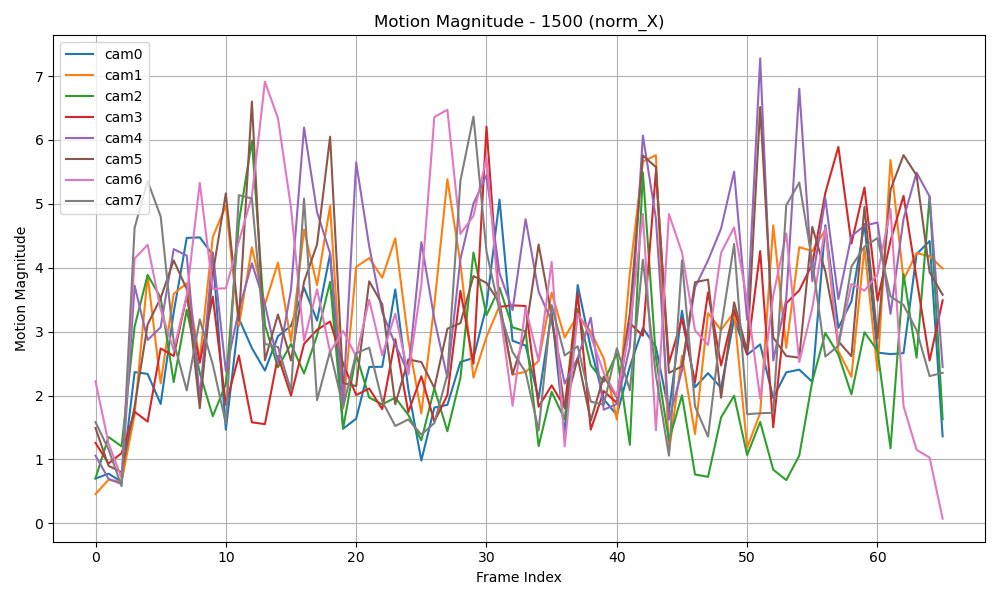 Motion Magnitude - 1500 (norm_X)
cam0
cam1
cam2
cam3
cam4
cam5
cam6
cam7
Motion Magnitude
7
6
5
4
3
2
1
0
0 10 20 30 40 50 60
Frame Index